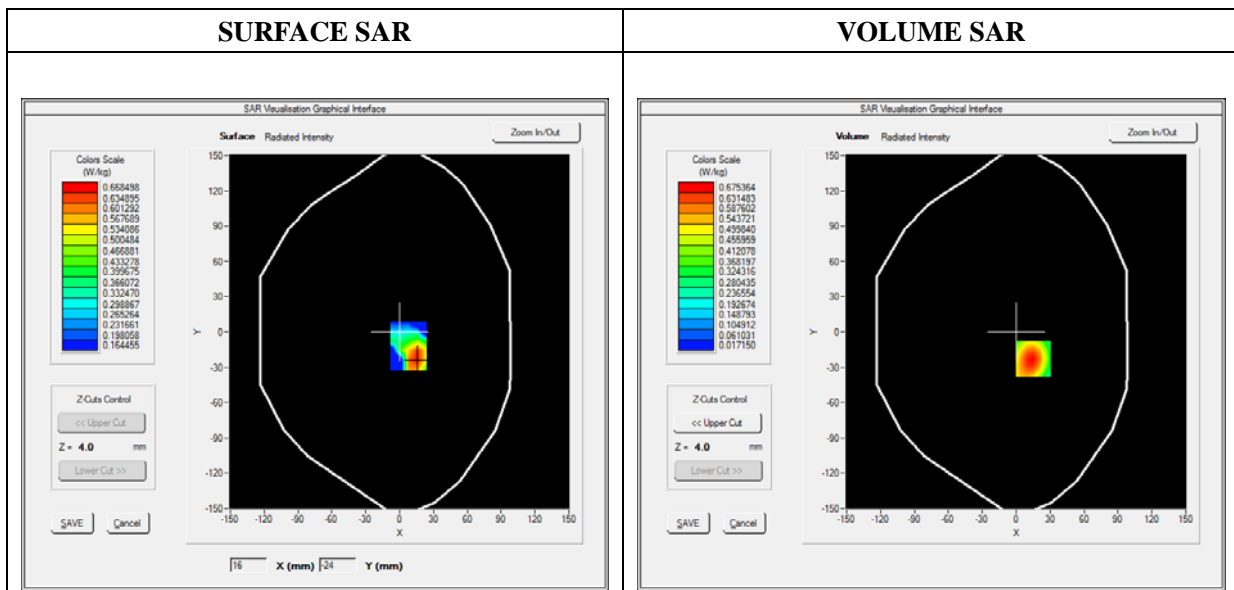 SURFACE SAR
SAR Visualisation Graphical Interface
Surface Radiated Intensity
Zoom In/Out
Colors Scale
(W/kg)
0.668498
0.634895
0.601292
0.567689
0.534086
0.500484
0.466881
0.433278
0.399675
0.366072
0.332470
0.298867
0.265264
0.231661
0.198058
0.164455
Z-Cuts Control
<< Upper Cut
Z = 4.0 mm
Lower Cut >>
SAVE Cancel
150
120
90
60
30
0
-30
-60
-90
-120
-150
Y
-150 -120 -90 -60 -30 0 30 60 90 120 150
X
16 X (mm) -24 Y (mm)
VOLUME SAR
SAR Visualisation Graphical Interface
Volume Radiated Intensity
Zoom In/Out
Colors Scale
(W/kg)
0.675364
0.631483
0.587602
0.543721
0.499840
0.455959
0.412078
0.368197
0.324316
0.280435
0.236554
0.192674
0.148793
0.104912
0.061031
0.017150
Z-Cuts Control
<< Upper Cut
Z = 4.0 mm
Lower Cut >>
SAVE Cancel
150
120
90
60
30
0
-30
-60
-90
-120
-150
Y
-150 -120 -90 -60 -30 0 30 60 90 120 150
X